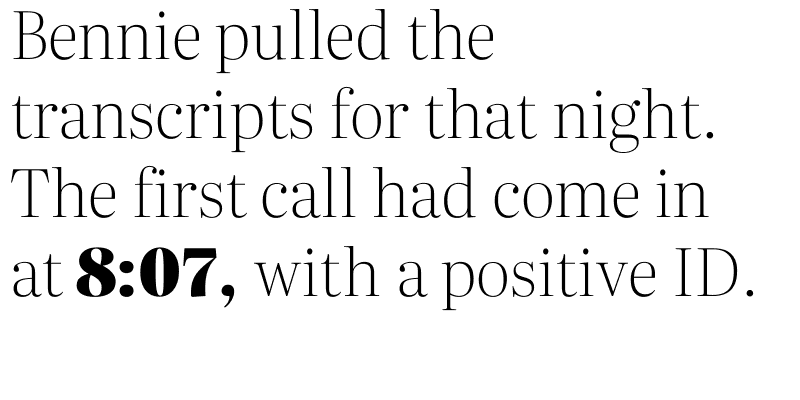 Bennie pulled the
transcripts for that night.
The first call had come in
at 8:07, with a positive ID.